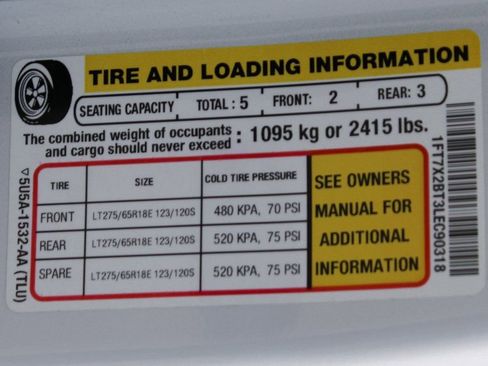 TIRE AND LOADING INFORMATION
SEATING CAPACITY TOTAL : 5 FRONT: 2 REAR: 3
The combined weight of occupants
and cargo should never exceed : 1095 kg or 2415 lbs.
TIRE SIZE COLD TIRE PRESSURE
FRONT LT275/65R18E 123/120S 480 KPA, 70 PSI
REAR LT275/65R18E 123/120S 520 KPA, 75 PSI
SPARE LT275/65R18E 123/120S 520 KPA, 75 PSI
SEE OWNERS
MANUAL FOR
ADDITIONAL
INFORMATION
5U5A-1532-AA (TLU)
1FT7X2BT3LEC90318